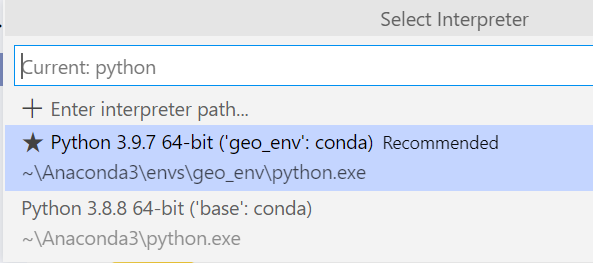 Select Interpreter
Current: python
+ Enter interpreter path...
★ Python 3.9.7 64-bit ('geo_env': conda) Recommended
~\Anaconda3\envs\geo_env\python.exe
Python 3.8.8 64-bit ('base': conda)
~\Anaconda3\python.exe